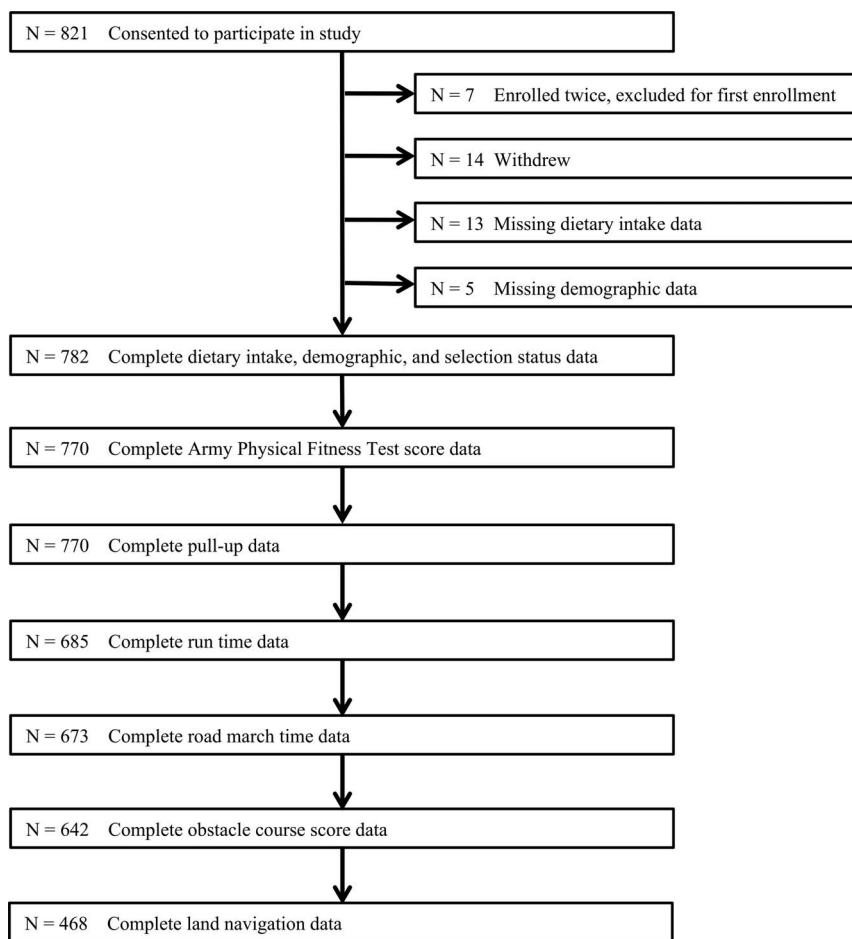 N = 821 Consented to participate in study
N = 7 Enrolled twice, excluded for first enrollment
N = 14 Withdrew
N = 13 Missing dietary intake data
N = 5 Missing demographic data
N = 782 Complete dietary intake, demographic, and selection status data
N = 770 Complete Army Physical Fitness Test score data
N = 770 Complete pull-up data
N = 685 Complete run time data
N = 673 Complete road march time data
N = 642 Complete obstacle course score data
N = 468 Complete land navigation data